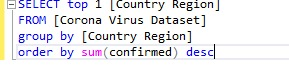 SELECT top 1 [Country Region]
FROM [Corona Virus Dataset]
group by [Country Region]
order by sum(confirmed) desc